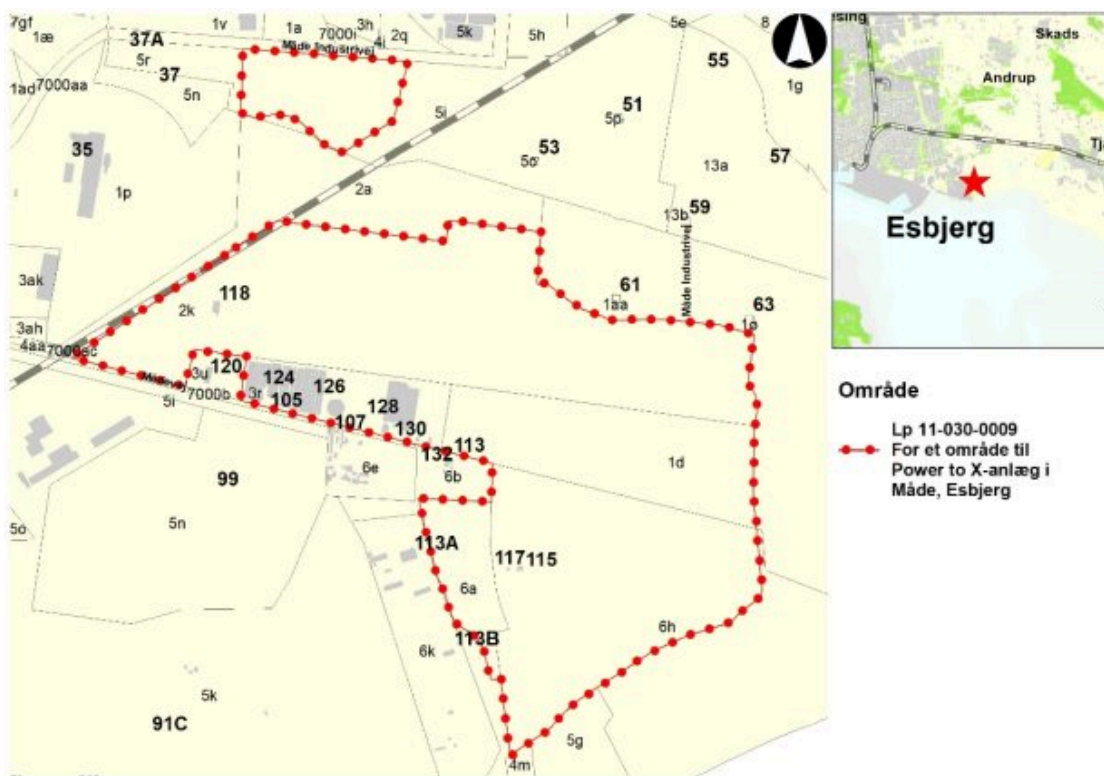 7gf
1æ
37A
1v
1a
3h
7000i
4i
2q
5k
5h
5e
8
Måde Industrivej
5r
37
1ad
7000aa
5n
55
1g
51
5p
5i
35
53
5o
57
1p
13a
2a
59
13b
Måde Industrivej
3ak
118
2k
61
1aa
63
3ah
4aa
3u
120
7000b
5i
124
3r
105
126
107
128
130
132
113
6b
6e
1d
99
5n
5o
113A
117
115
6a
113B
6k
6h
5k
91C
5g
4m
Skads
Andrup
Esbjerg
Område
Lp 11-030-0009
For et område til
Power to X-anlæg i
Måde, Esbjerg